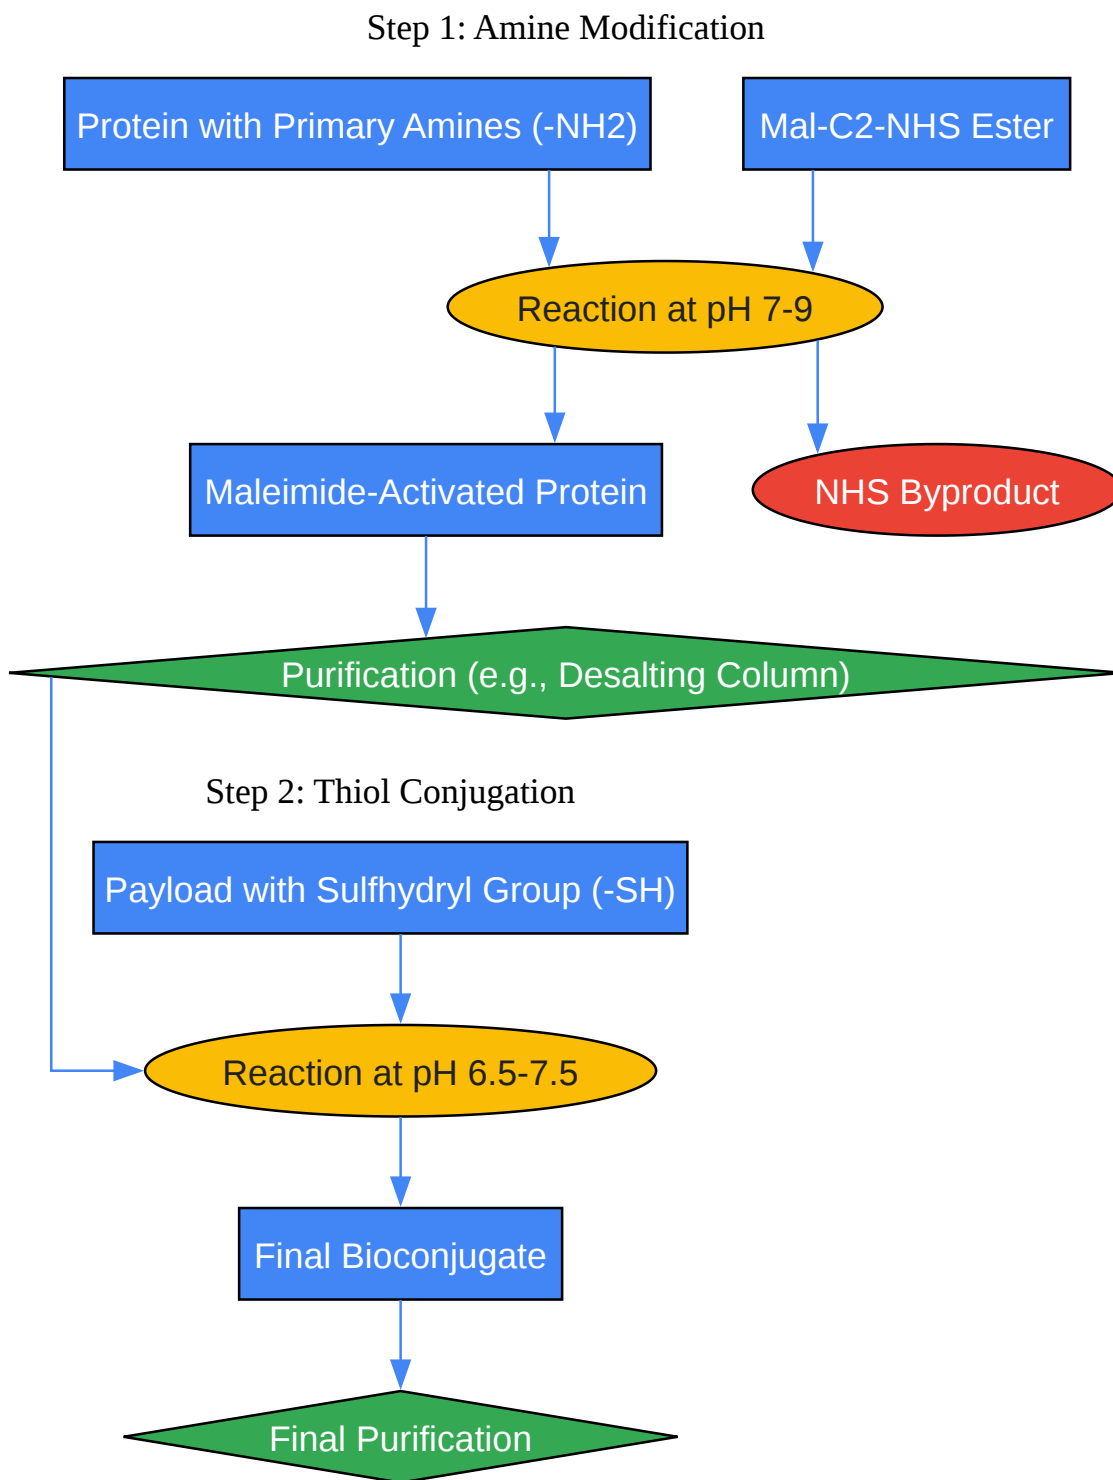 Step 1: Amine Modification
Protein with Primary Amines (-NH2)
Mal-C2-NHS Ester
Reaction at pH 7-9
Maleimide-Activated Protein
NHS Byproduct
Purification (e.g., Desalting Column)
Step 2: Thiol Conjugation
Payload with Sulfhydryl Group (-SH)
Reaction at pH 6.5-7.5
Final Bioconjugate
Final Purification